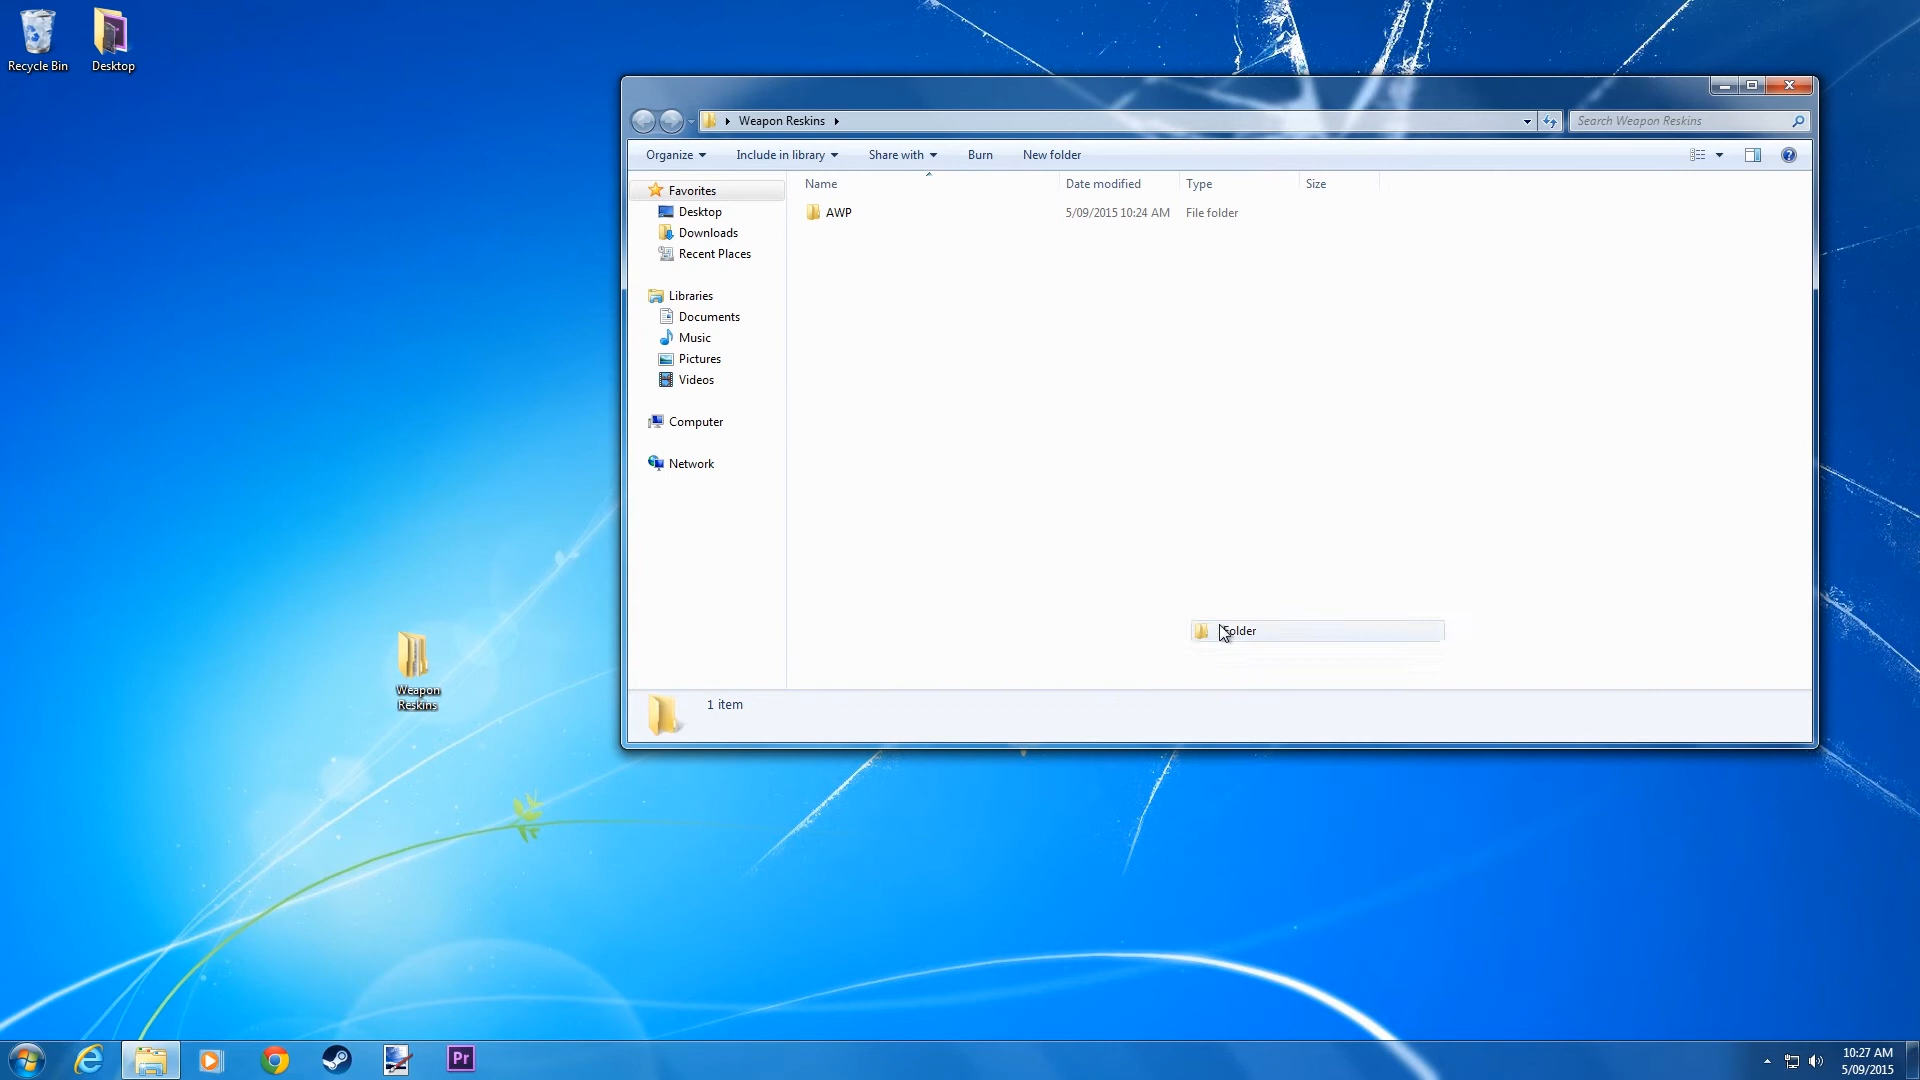 Recycle Bin
Desktop
Weapon Reskins
Search Weapon Reskins
Organize
Include in library
Share with
Burn
New folder
Name
Date modified
Type
Size
Favorites
Desktop
Downloads
Recent Places
Libraries
Documents
Music
Pictures
Videos
Computer
Network
AWP
5/09/2015 10:24 AM
File folder
Folder
1 item
Weapon
Reskins
Pr
10:27 AM
5/09/2015